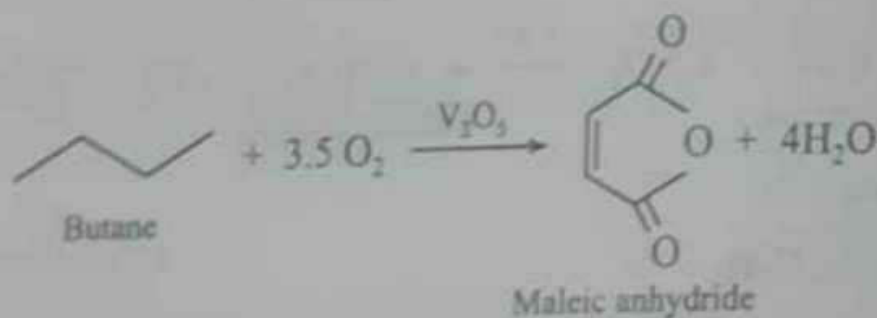 O
V₂O₅
+ 3.5 O₂ O + 4H₂O
Butane
O
Maleic anhydride